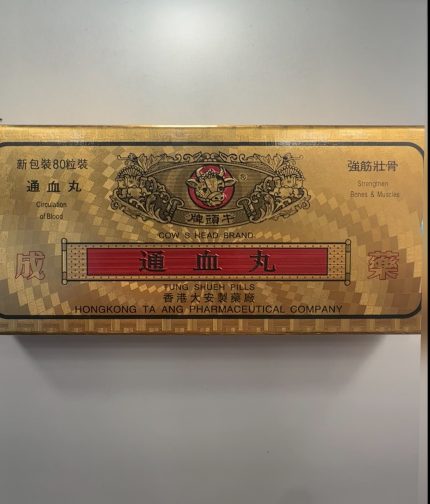 新包裝80粒裝
通血丸
Circulation
of Blood
®
牌頭牛
COW'S HEAD BRAND
強筋壯骨
Strengthen
Bones & Muscles
成
通血丸
藥
TUNG SHUEH PILLS
香港大安製藥廠
HONGKONG TA ANG PHARMACEUTICAL COMPANY